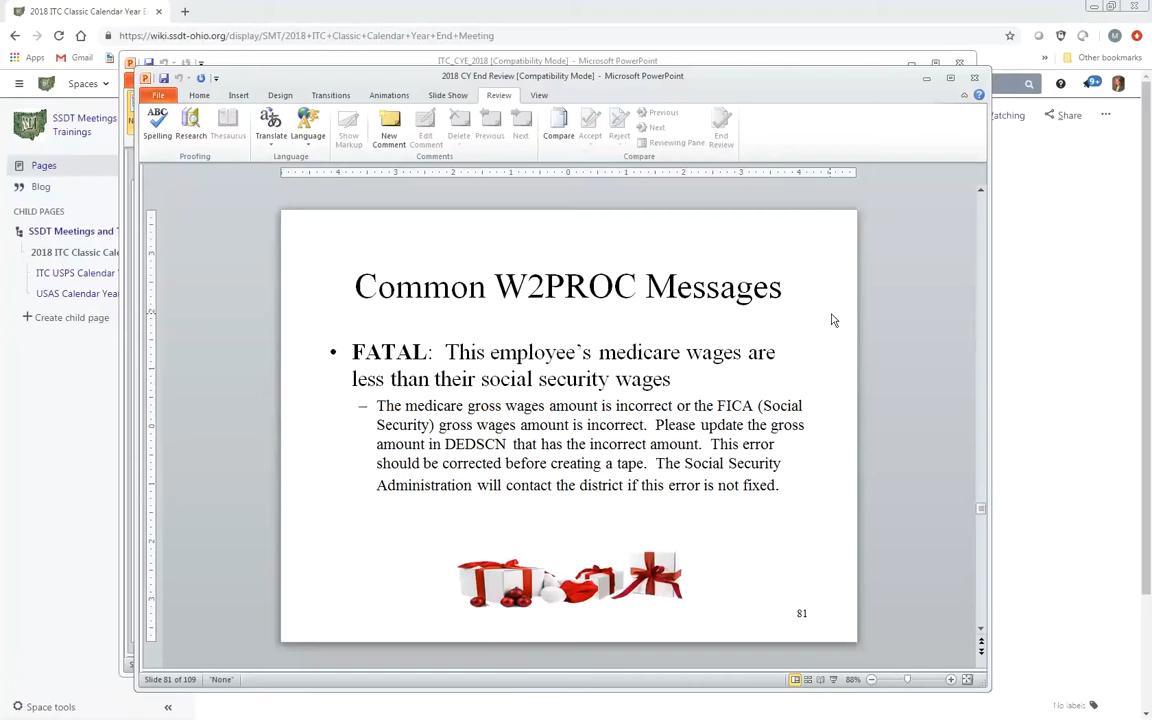 2018 ITC Classic Calendar Year E
https://wiki.ssdt-ohio.org/display/SMT/2018+ITC+Classic+Calendar+Year+End+Meeting
M
Apps
Gmail
Other bookmarks
ITC_CYE_2018 [Compatibility Mode] - Microsoft PowerPoint
2018 CY End Review [Compatibility Mode] - Microsoft PowerPoint
Spaces
9+
File Home Insert Design Transitions Animations Slide Show Review View
SSDT Meetings
Trainings
Share
ABC
Spelling Research Thesaurus
Translate Language
Show Markup
New Comment
Edit Comment
Delete Previous Next
Compare Accept Reject
Previous
Next
Reviewing Pane
End Review
Proofing Language Comments Compare
Pages
Blog
CHILD PAGES
SSDT Meetings and T
2018 ITC Classic Cale
ITC USPS Calendar
USAS Calendar Yea
Create child page
Common W2PROC Messages
• FATAL: This employee's medicare wages are
less than their social security wages
– The medicare gross wages amount is incorrect or the FICA (Social
Security) gross wages amount is incorrect. Please update the gross
amount in DEDSCN that has the incorrect amount. This error
should be corrected before creating a tape. The Social Security
Administration will contact the district if this error is not fixed.
81
Slide 81 of 109 "None" 88%
Space tools
No labels